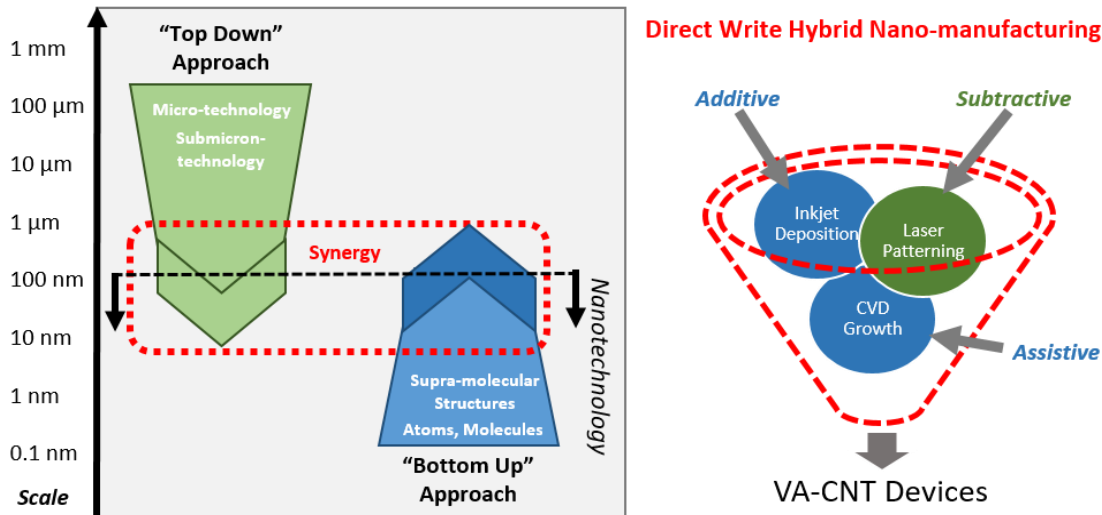 1 mm
100 µm
10 µm
1 µm
100 nm
10 nm
1 nm
0.1 nm
Scale
“Top Down”
Approach
Micro-technology
Submicron-
technology
Synergy
Nanotechnology
Supra-molecular
Structures
Atoms, Molecules
“Bottom Up”
Approach
Direct Write Hybrid Nano-manufacturing
Additive
Subtractive
Inkjet
Deposition
Laser
Patterning
CVD
Growth
Assistive
VA-CNT Devices